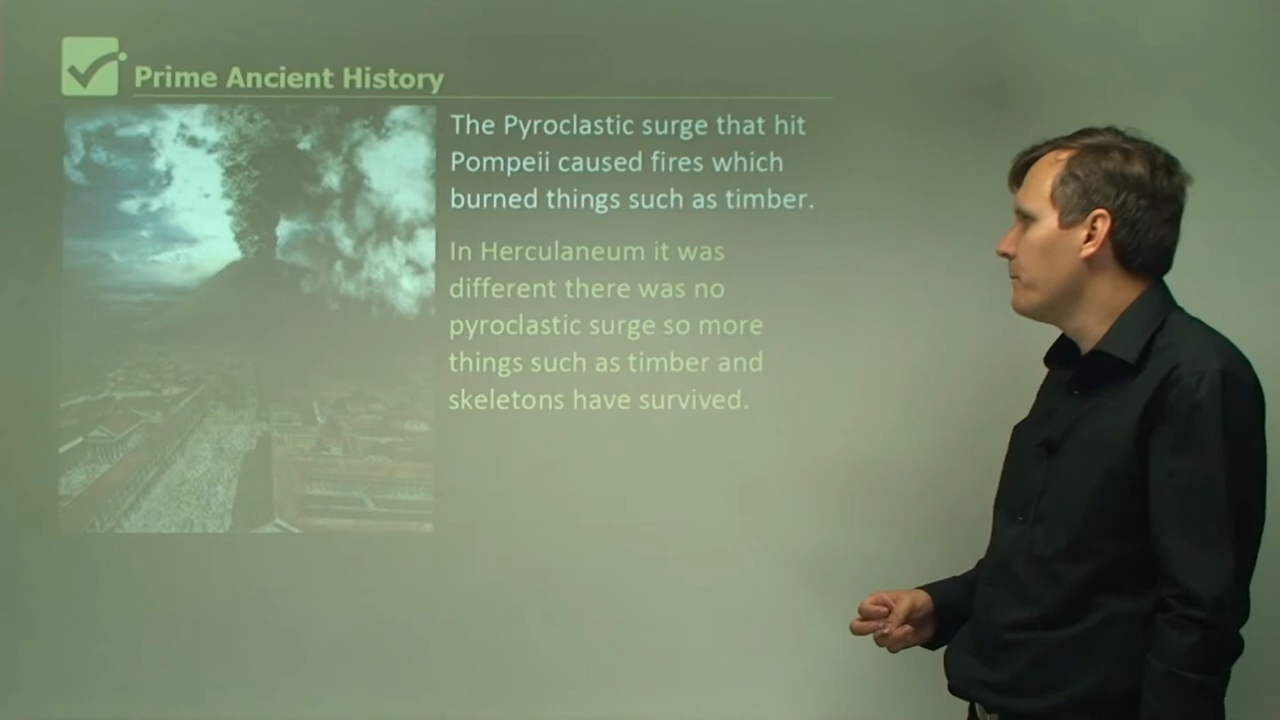 Prime Ancient History
The Pyroclastic surge that hit
Pompeii caused fires which
burned things such as timber.
In Herculaneum it was
different there was no
pyroclastic surge so more
things such as timber and
skeletons have survived.